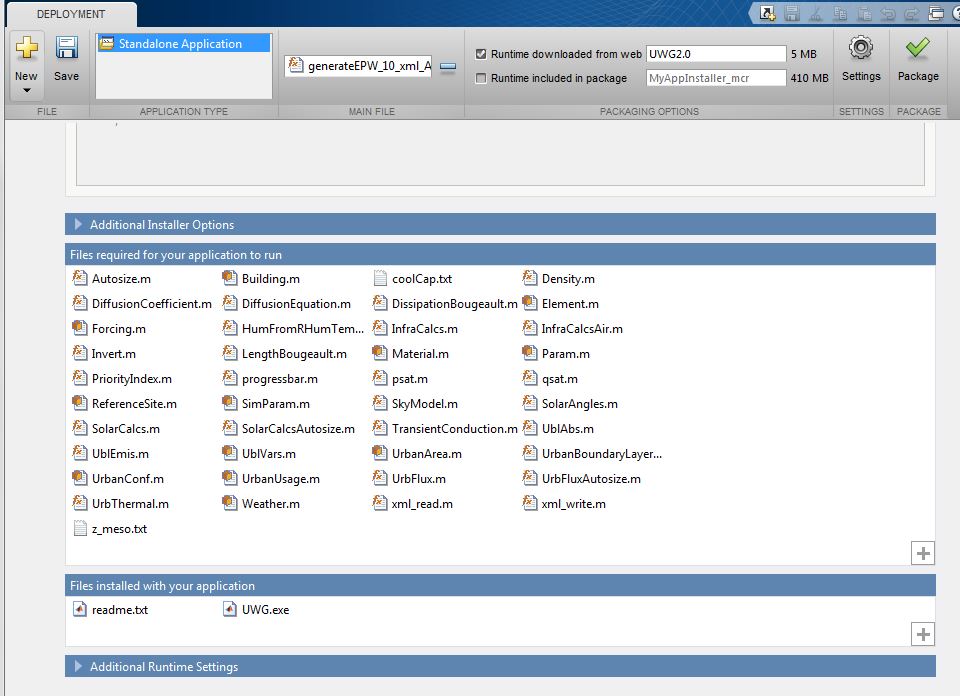 DEPLOYMENT
New
Save
FILE
Standalone Application
APPLICATION TYPE
generateEPW_10_xml_A
MAIN FILE
Runtime downloaded from web UWG2.0 5 MB
Runtime included in package MyAppInstaller_mcr 410 MB
PACKAGING OPTIONS
Settings
SETTINGS
Package
PACKAGE
Additional Installer Options
Files required for your application to run
Autosize.m Building.m coolCap.txt Density.m
DiffusionCoefficient.m DiffusionEquation.m DissipationBougeault.m Element.m
Forcing.m HumFromRHumTem... InfraCalcs.m InfraCalcsAir.m
Invert.m LengthBougeault.m Material.m Param.m
PriorityIndex.m progressbar.m psat.m qsat.m
ReferenceSite.m SimParam.m SkyModel.m SolarAngles.m
SolarCalcs.m SolarCalcsAutosize.m TransientConduction.m UblAbs.m
UblEmis.m UblVars.m UrbanArea.m UrbanBoundaryLayer...
UrbanConf.m UrbanUsage.m UrbFlux.m UrbFluxAutosize.m
UrbThermal.m Weather.m xml_read.m xml_write.m
z_meso.txt
Files installed with your application
readme.txt UWG.exe
Additional Runtime Settings